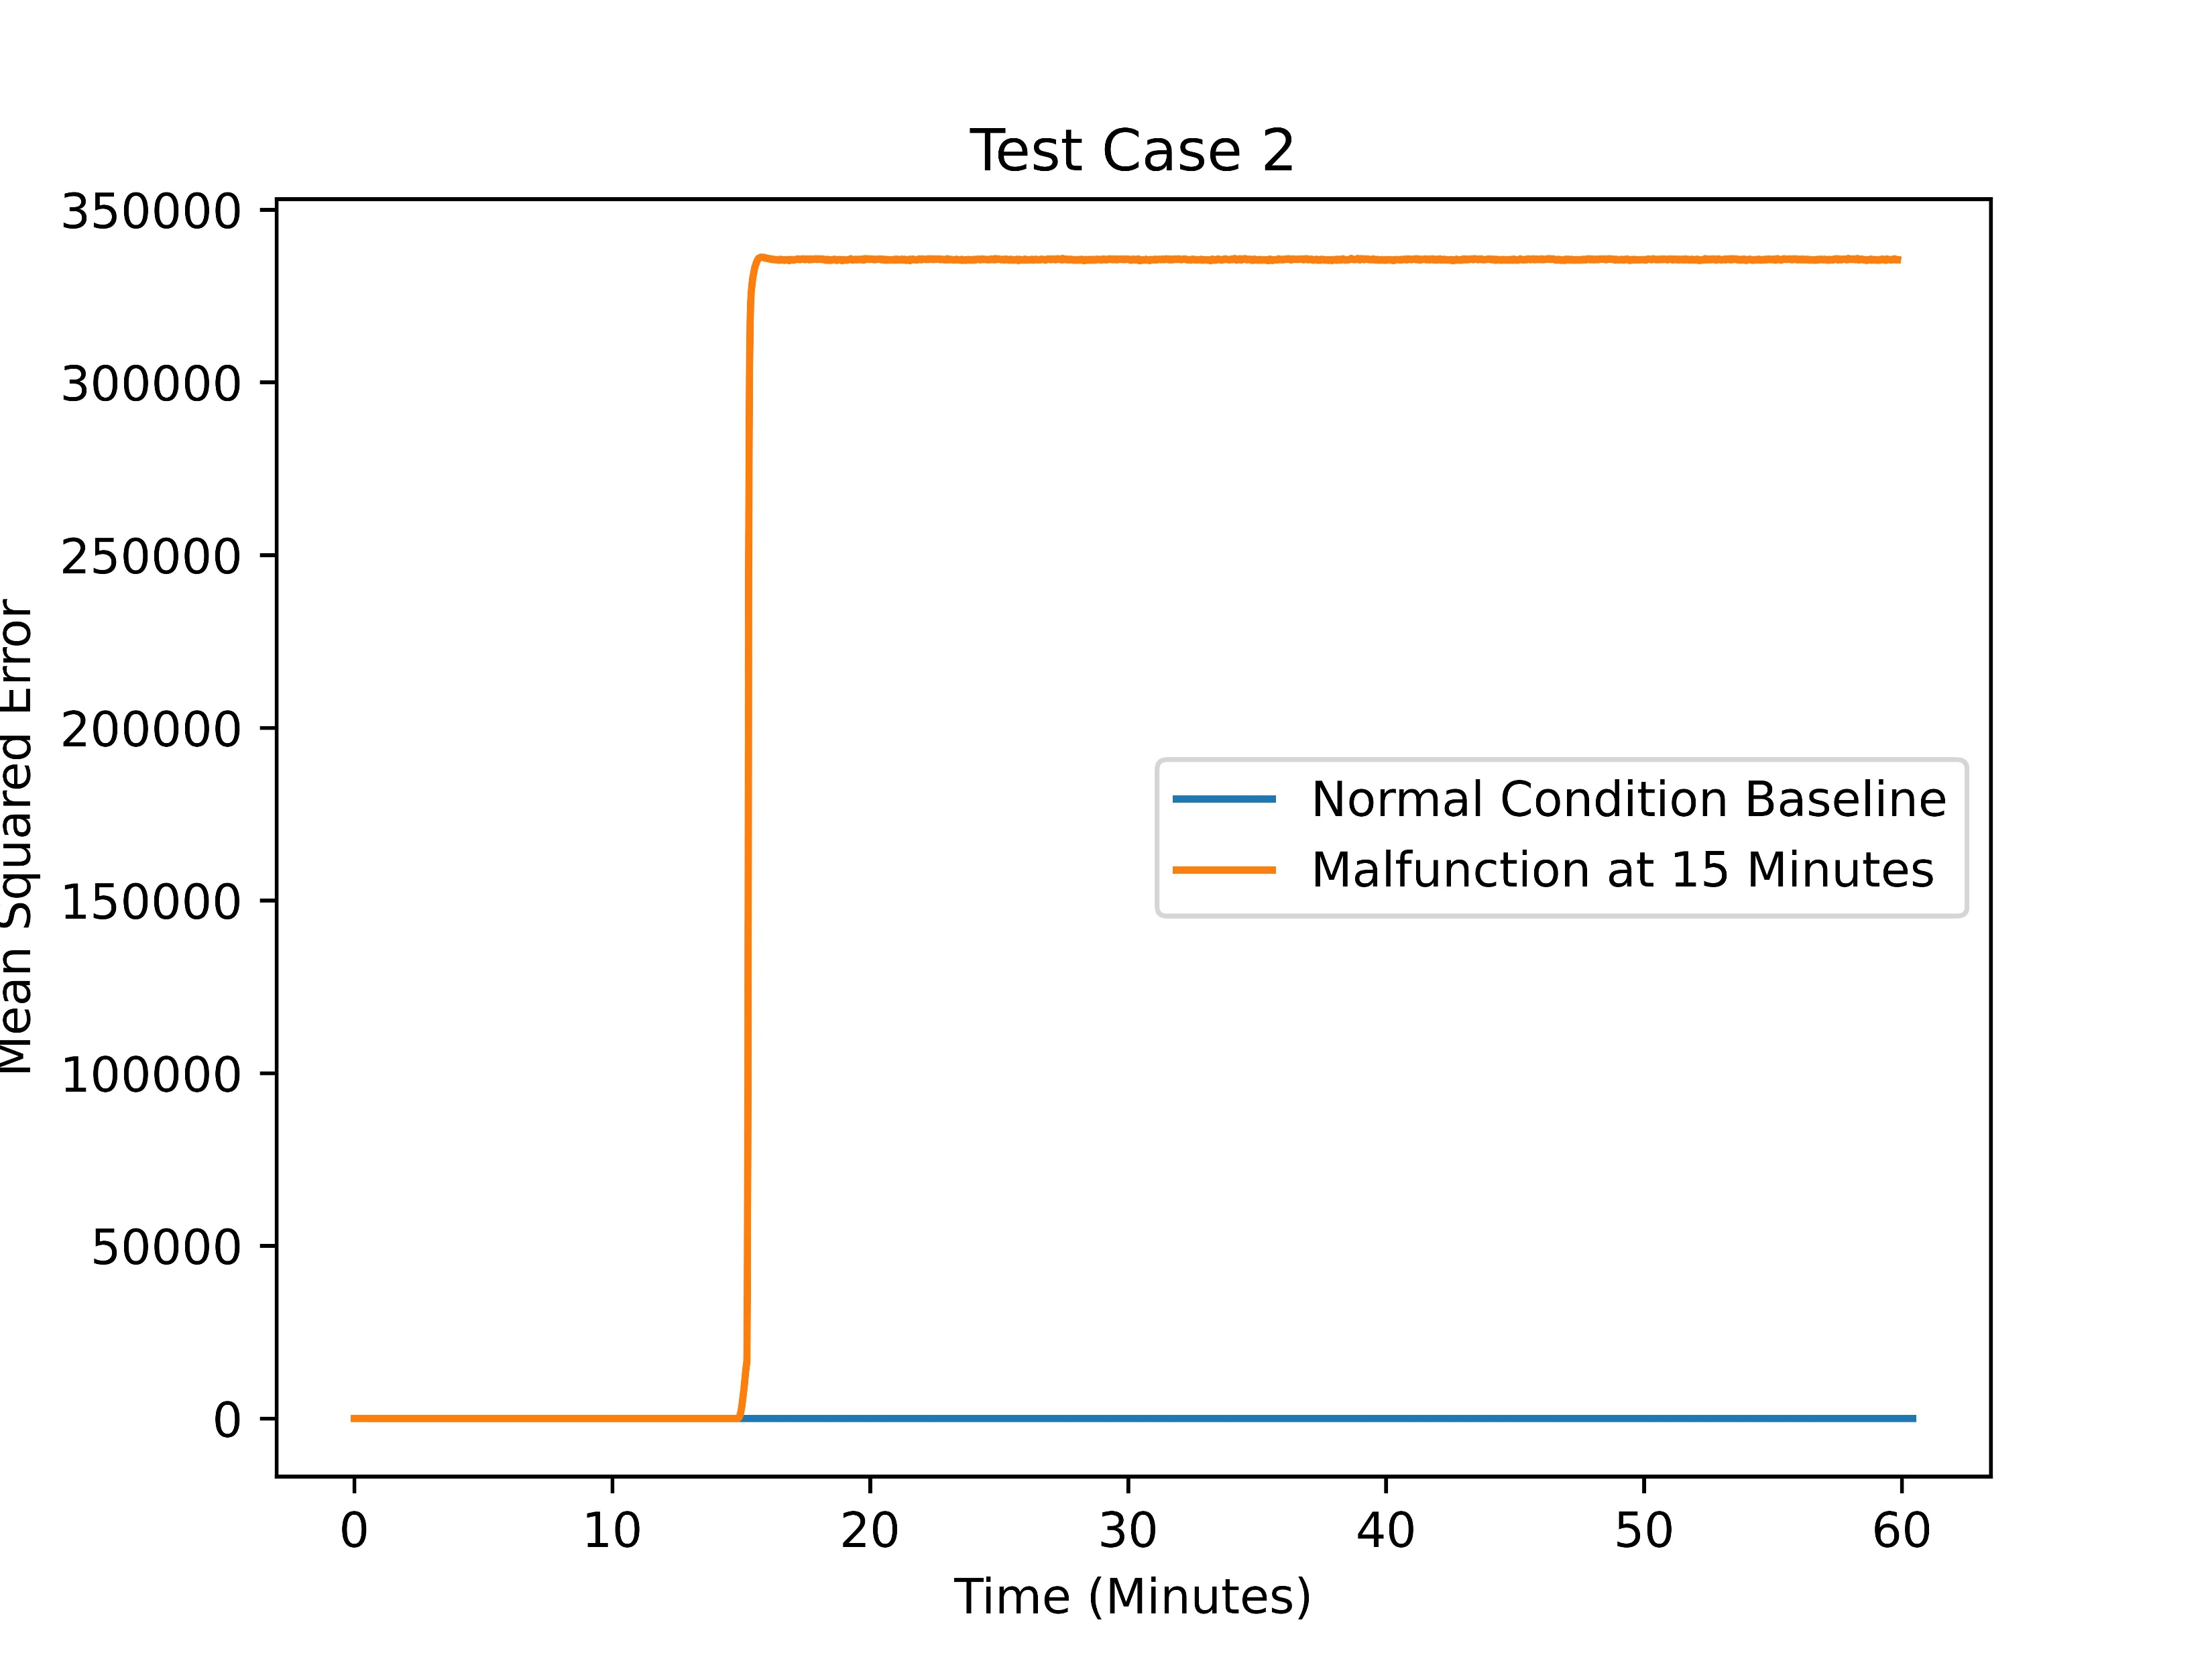 Test Case 2
350000
300000
250000
200000
150000
100000
50000
0
Mean Squared Error
Normal Condition Baseline
Malfunction at 15 Minutes
0 10 20 30 40 50 60
Time (Minutes)